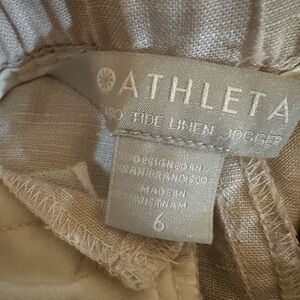 ATHLETA
TIDE LINEN JOGGER
DESIGNED IN
SAN FRANCISCO
MADE IN
VIETNAM
6